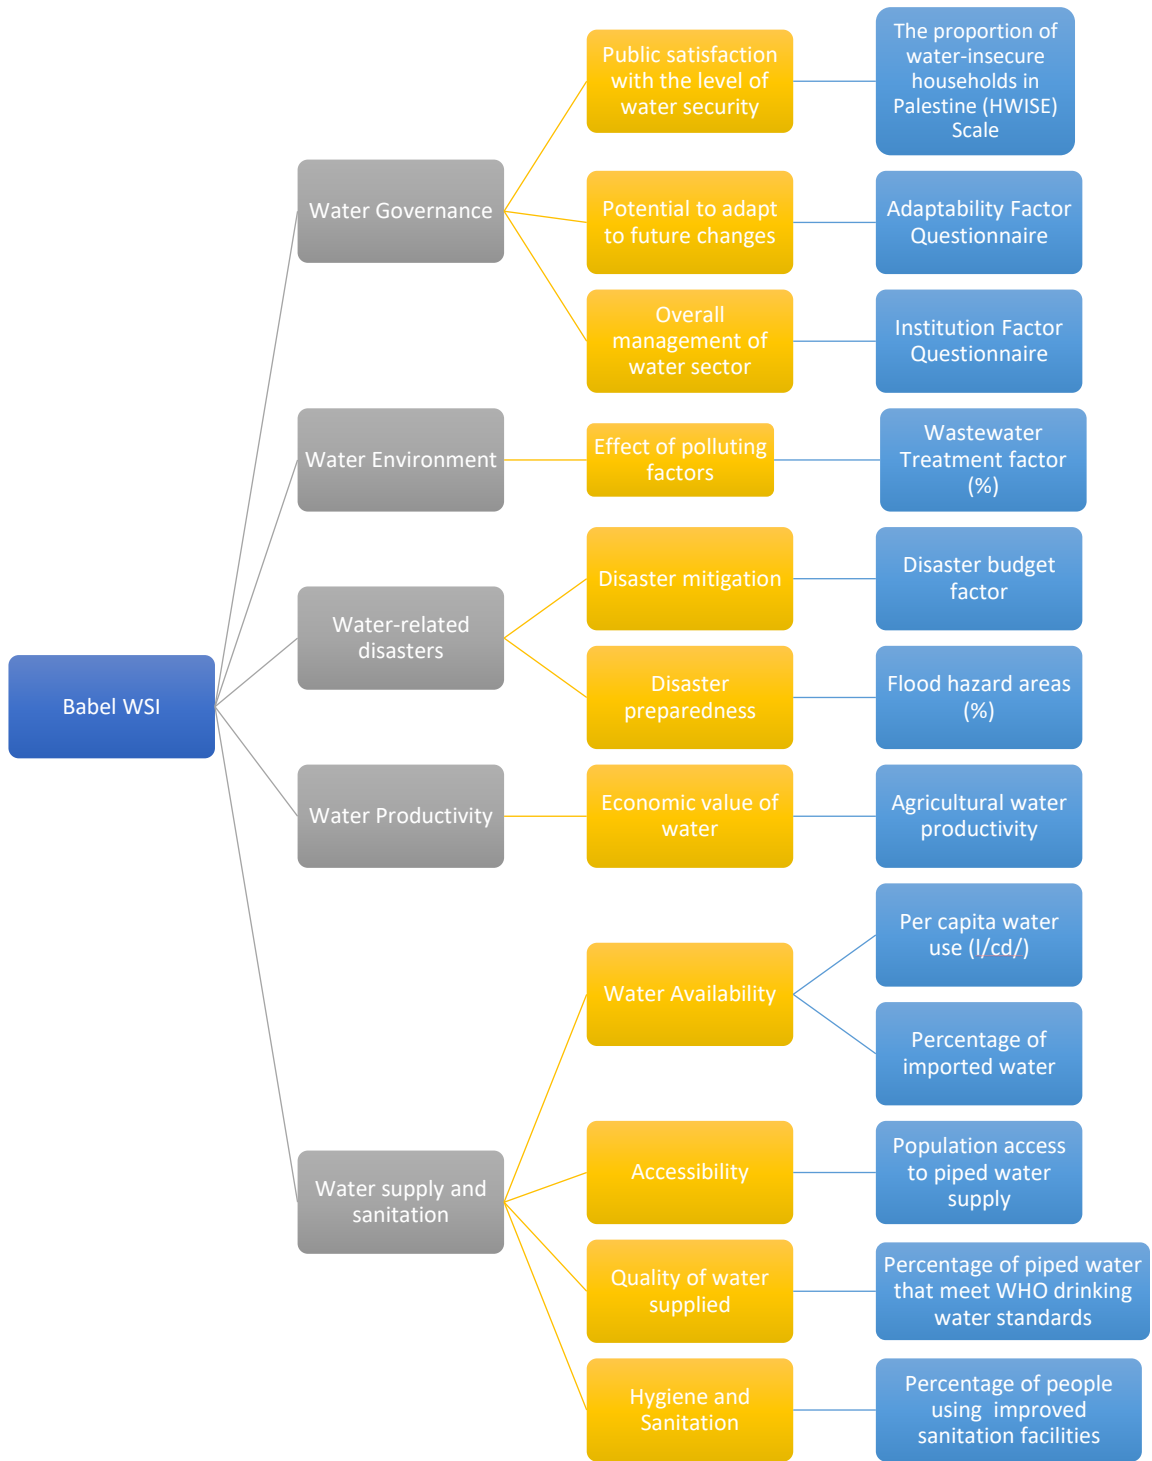 Babel WSI
Water Governance
Public satisfaction
with the level of
water security
The proportion of
water-insecure
households in
Palestine (HWISE)
Scale
Potential to adapt
to future changes
Adaptability Factor
Questionnaire
Overall
management of
water sector
Institution Factor
Questionnaire
Water Environment
Effect of polluting
factors
Wastewater
Treatment factor
(%)
Water-related
disasters
Disaster mitigation
Disaster budget
factor
Disaster
preparedness
Flood hazard areas
(%)
Water Productivity
Economic value of
water
Agricultural water
productivity
Water supply and
sanitation
Water Availability
Per capita water
use (l/cd/)
Percentage of
imported water
Accessibility
Population access
to piped water
supply
Quality of water
supplied
Percentage of piped water
that meet WHO drinking
water standards
Hygiene and
Sanitation
Percentage of people
using  improved
sanitation facilities